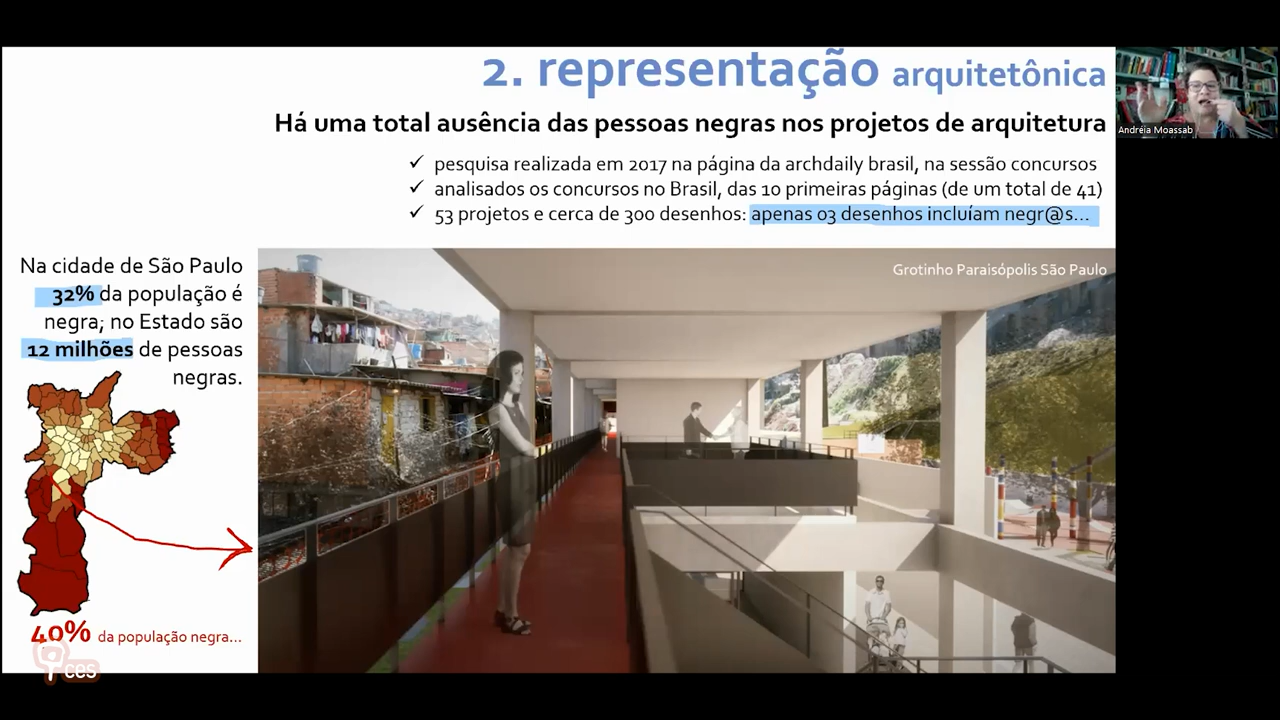 2. representação arquitetônica
Há uma total ausência das pessoas negras nos projetos de arquitetura
✓ pesquisa realizada em 2017 na página da archdaily brasil, na sessão concursos
✓ analisados os concursos no Brasil, das 10 primeiras páginas (de um total de 41)
✓ 53 projetos e cerca de 300 desenhos: apenas 03 desenhos incluíam negr@s...
Andréia Moassab
Na cidade de São Paulo
32% da população é
negra; no Estado são
12 milhões de pessoas
negras.
Grotinho Paraisópolis São Paulo
40% da população negra...
ces